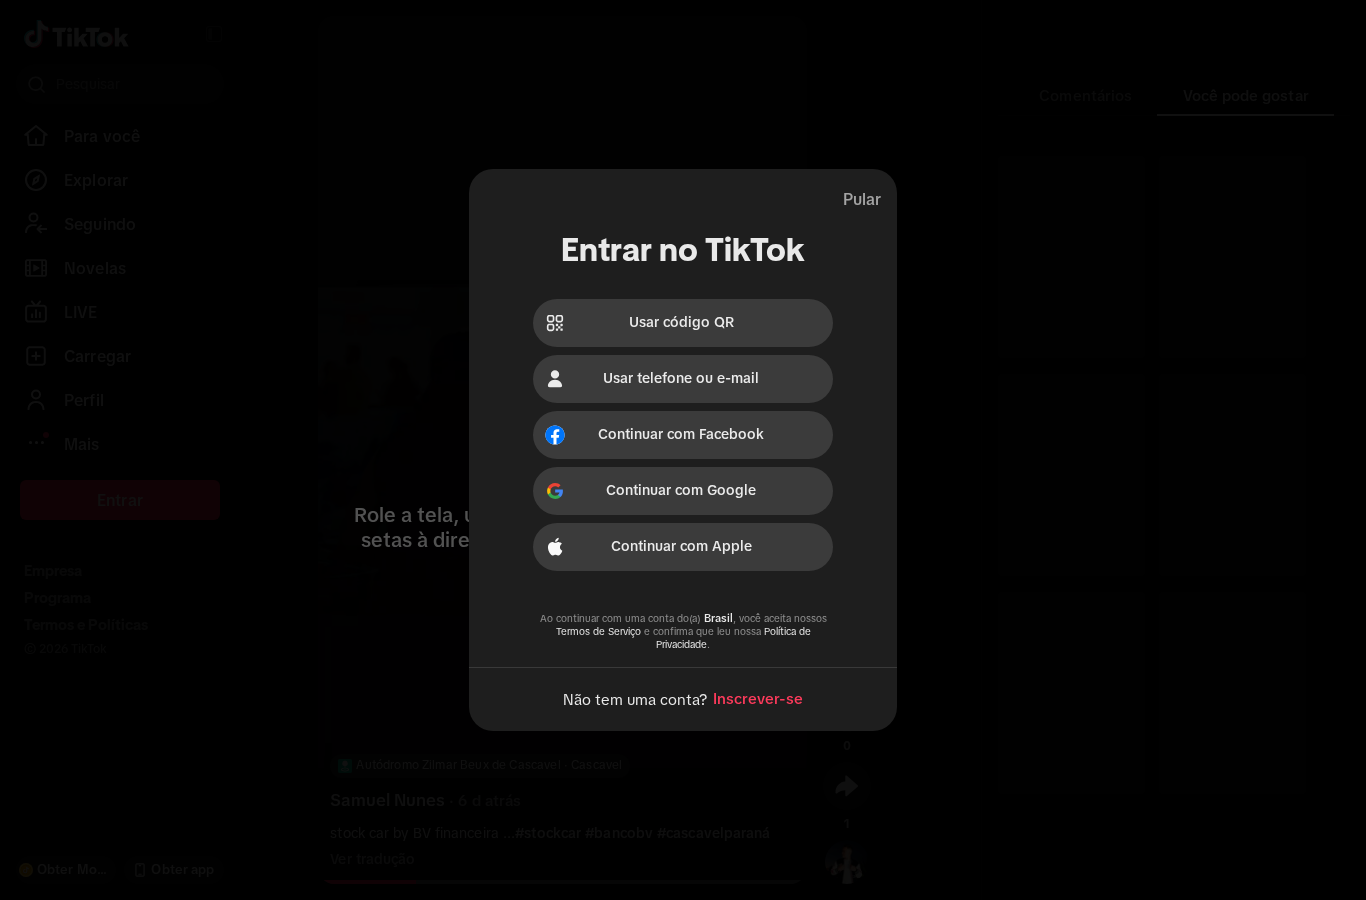 TikTok
Pesquisar
Para você
Explorar
Seguindo
Novelas
LIVE
Carregar
Perfil
Mais
Entrar
Empresa
Programa
Termos e Políticas
© 2026 TikTok
Obter Mo...
Obter app
Comentários
Você pode gostar
Role a tela, u
setas à dire
Pular
Entrar no TikTok
Usar código QR
Usar telefone ou e-mail
Continuar com Facebook
Continuar com Google
Continuar com Apple
Ao continuar com uma conta do(a) Brasil, você aceita nossos
Termos de Serviço e confirma que leu nossa Política de
Privacidade.
Não tem uma conta? Inscrever-se
0
1
Autódromo Zilmar Beux de Cascavel · Cascavel
Samuel Nunes · 6 d atrás
stock car by BV financeira ...#stockcar #bancobv #cascavelparaná
Ver tradução